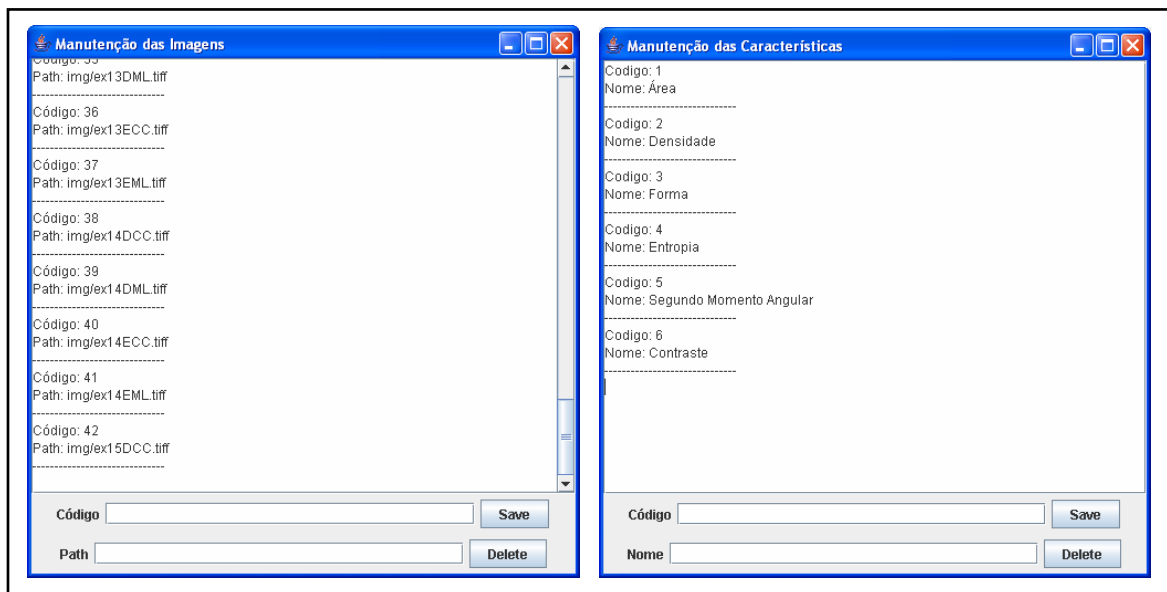 Manutenção das Imagens
Path: img/ex13DML.tiff
-----------------------------
Código: 36
Path: img/ex13ECC.tiff
-----------------------------
Código: 37
Path: img/ex13EML.tiff
-----------------------------
Código: 38
Path: img/ex14DCC.tiff
-----------------------------
Código: 39
Path: img/ex14DML.tiff
-----------------------------
Código: 40
Path: img/ex14ECC.tiff
-----------------------------
Código: 41
Path: img/ex14EML.tiff
-----------------------------
Código: 42
Path: img/ex15DCC.tiff
-----------------------------
Código
Save
Path
Delete
Manutenção das Características
Codigo: 1
Nome: Área
-----------------------------
Codigo: 2
Nome: Densidade
-----------------------------
Codigo: 3
Nome: Forma
-----------------------------
Codigo: 4
Nome: Entropia
-----------------------------
Codigo: 5
Nome: Segundo Momento Angular
-----------------------------
Codigo: 6
Nome: Contraste
-----------------------------
Código
Save
Nome
Delete